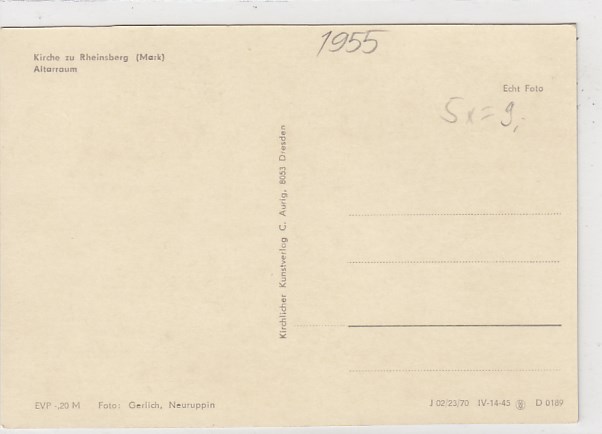 1955
Kirche zu Rheinsberg (Mark)
Altarraum
Echt Foto
5x=9,-
Kirchlicher Kunstverlag C. Aurig, 8053 Dresden
EVP -,20 M Foto: Gerlich, Neuruppin
J 02/23/70 IV-14-45 D 0189